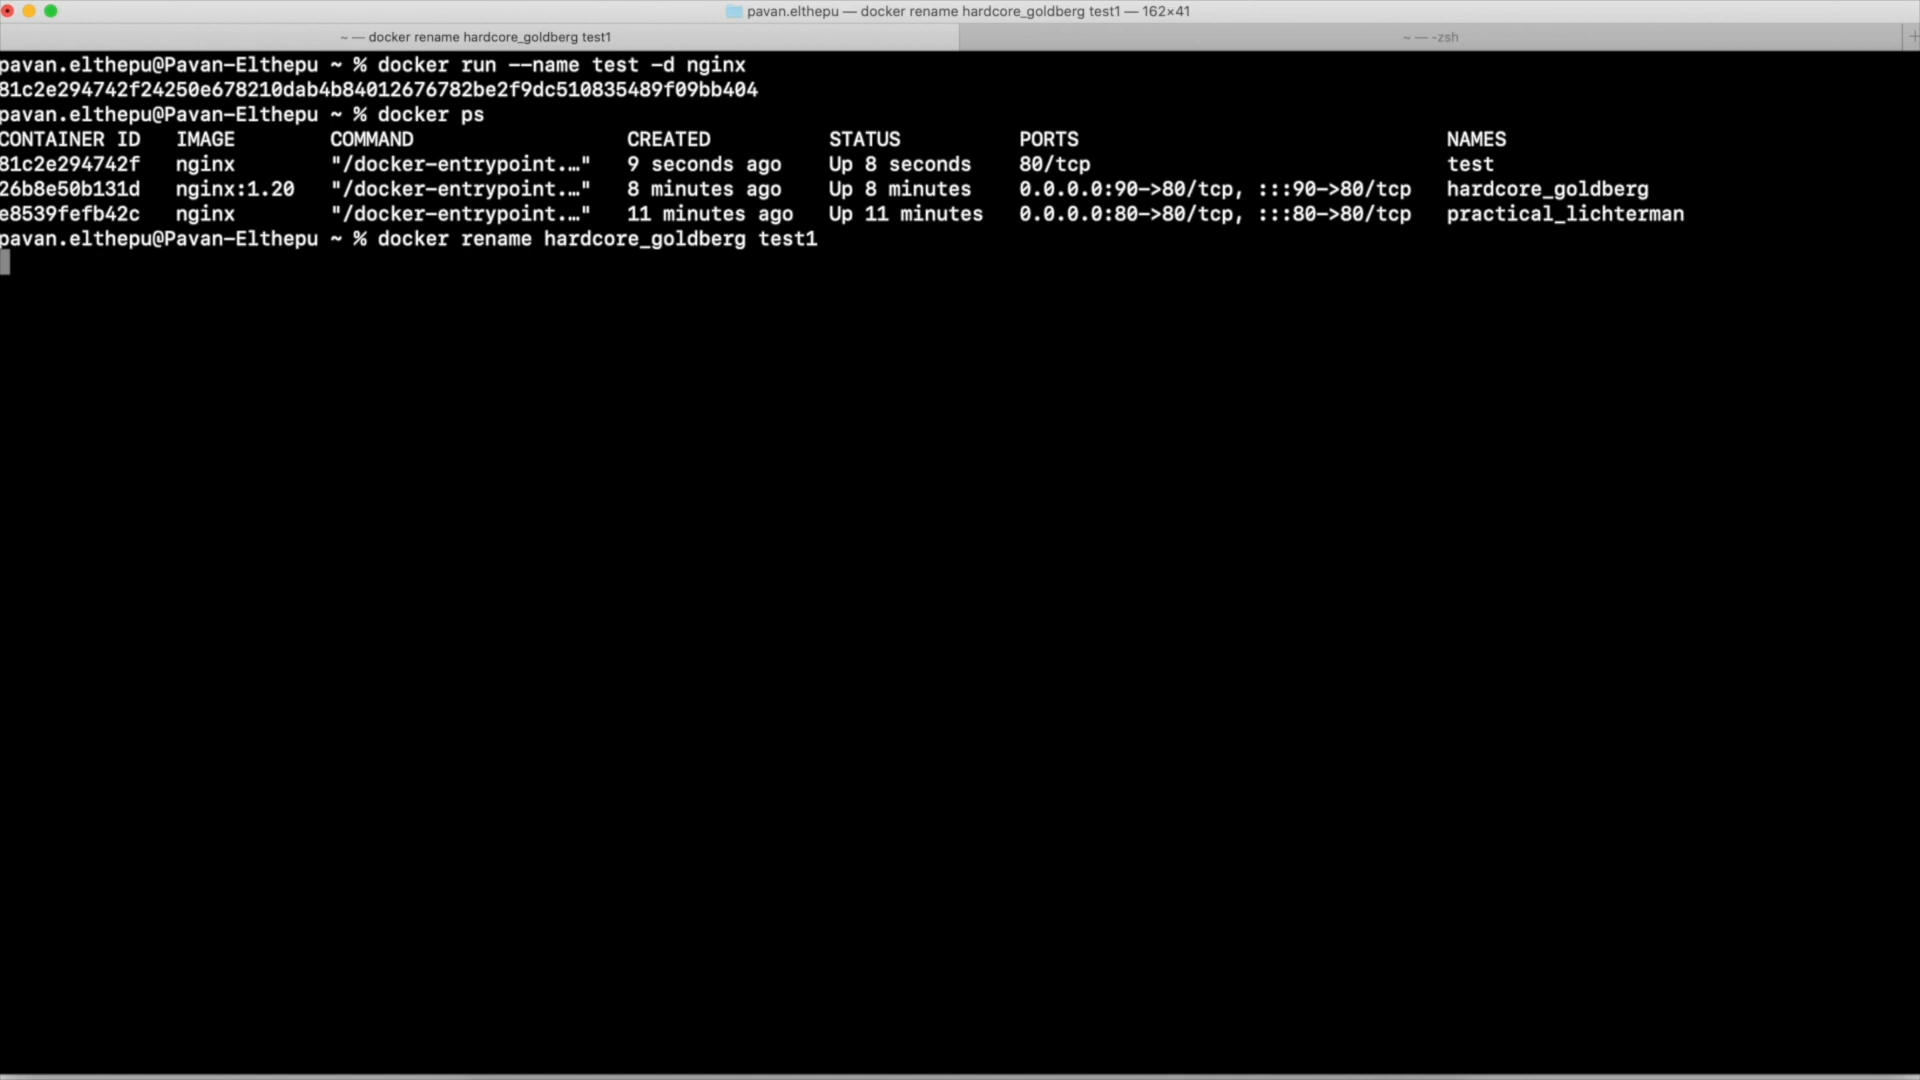 pavan.elthepu — docker rename hardcore_goldberg test1 — 162×41
~ — docker rename hardcore_goldberg test1
~ — -zsh
pavan.elthepu@Pavan-Elthepu ~ % docker run --name test -d nginx
81c2e294742f24250e678210dab4b84012676782be2f9dc510835489f09bb404
pavan.elthepu@Pavan-Elthepu ~ % docker ps
CONTAINER ID   IMAGE        COMMAND                  CREATED          STATUS          PORTS                               NAMES
81c2e294742f   nginx        "/docker-entrypoint.…"   9 seconds ago    Up 8 seconds    80/tcp                              test
26b8e50b131d   nginx:1.20   "/docker-entrypoint.…"   8 minutes ago    Up 8 minutes    0.0.0.0:90->80/tcp, :::90->80/tcp   hardcore_goldberg
e8539fefb42c   nginx        "/docker-entrypoint.…"   11 minutes ago   Up 11 minutes   0.0.0.0:80->80/tcp, :::80->80/tcp   practical_lichterman
pavan.elthepu@Pavan-Elthepu ~ % docker rename hardcore_goldberg test1